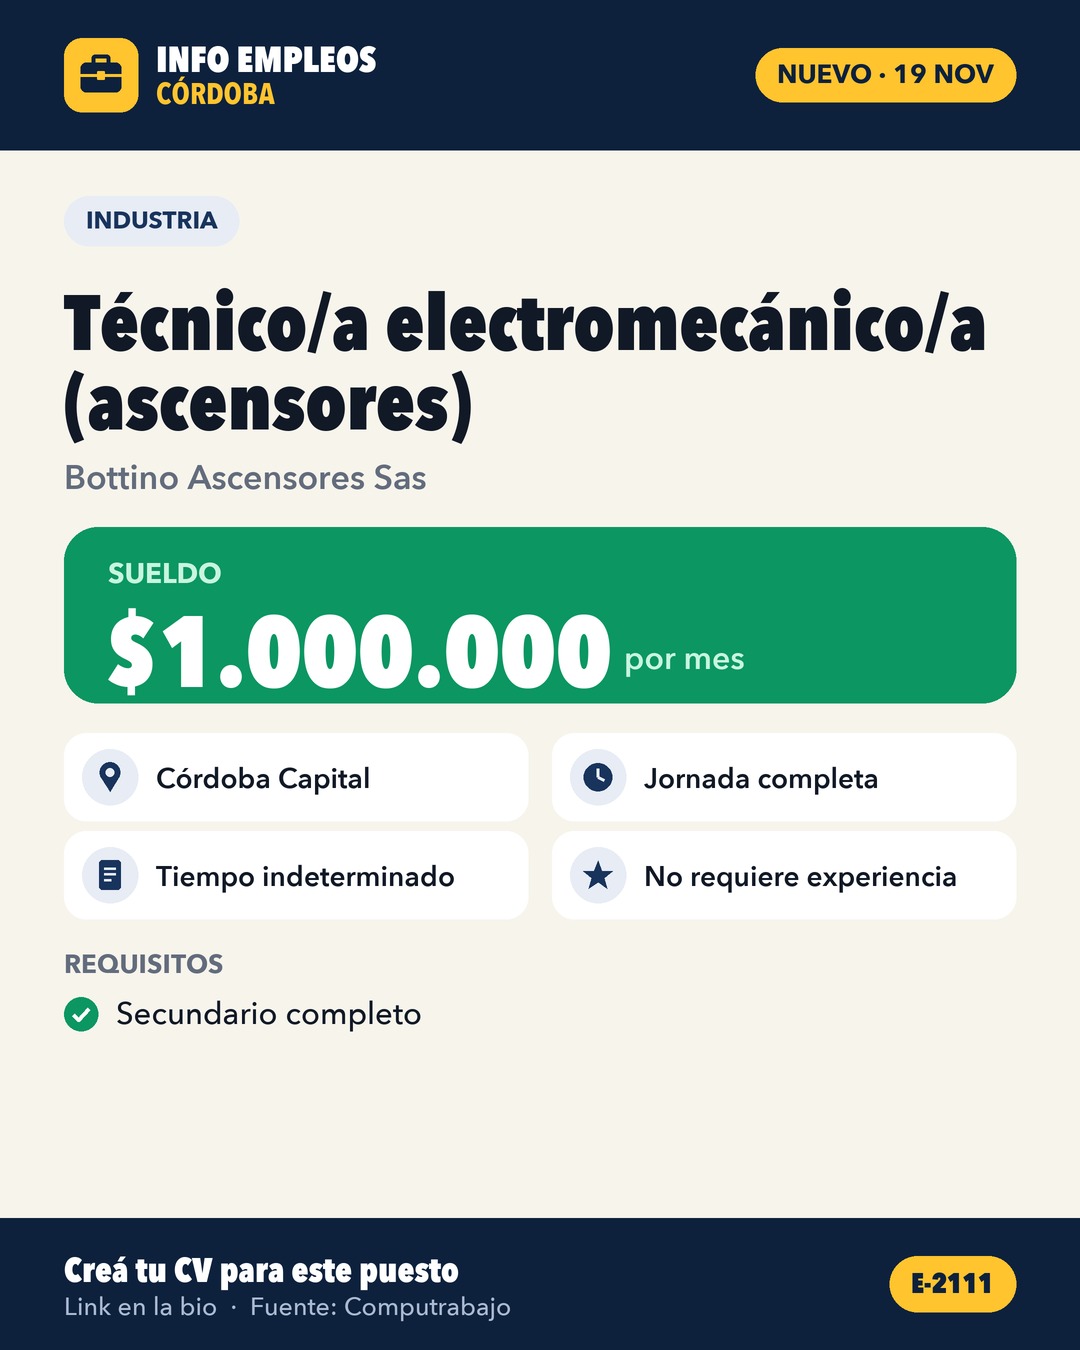 INFO EMPLEOS
CÓRDOBA
NUEVO · 19 NOV
INDUSTRIA
Técnico/a electromecánico/a
(ascensores)
Bottino Ascensores Sas
SUELDO
$1.000.000 por mes
Córdoba Capital
Jornada completa
Tiempo indeterminado
No requiere experiencia
REQUISITOS
Secundario completo
Creá tu CV para este puesto
Link en la bio · Fuente: Computrabajo
E-2111